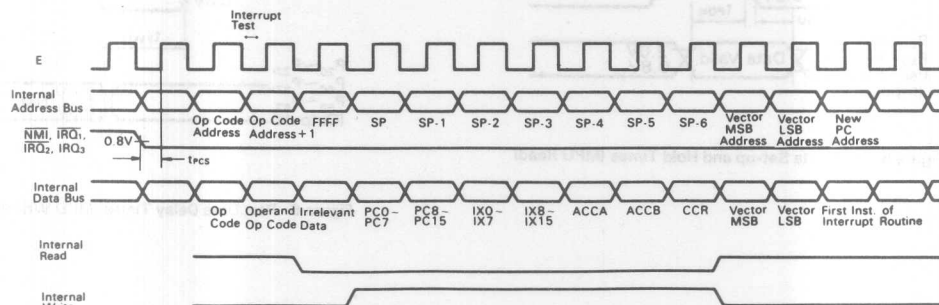 Interrupt
Test
E
Internal
Address Bus
Op Code
Address
Op Code
Address+1
FFFF
SP
SP-1
SP-2
SP-3
SP-4
SP-5
SP-6
Vector
MSB
Address
Vector
LSB
Address
New
PC
Address
NMI, IRQ1,
IRQ2, IRQ3
0.8V
tPCS
Internal
Data Bus
Op
Code
Operand
Op Code
Irrelevant
Data
PC0~
PC7
PC8~
PC15
IX0~
IX7
IX8~
IX15
ACCA
ACCB
CCR
Vector
MSB
Vector
LSB
First Inst. of
Interrupt Routine
Internal
Read
Internal